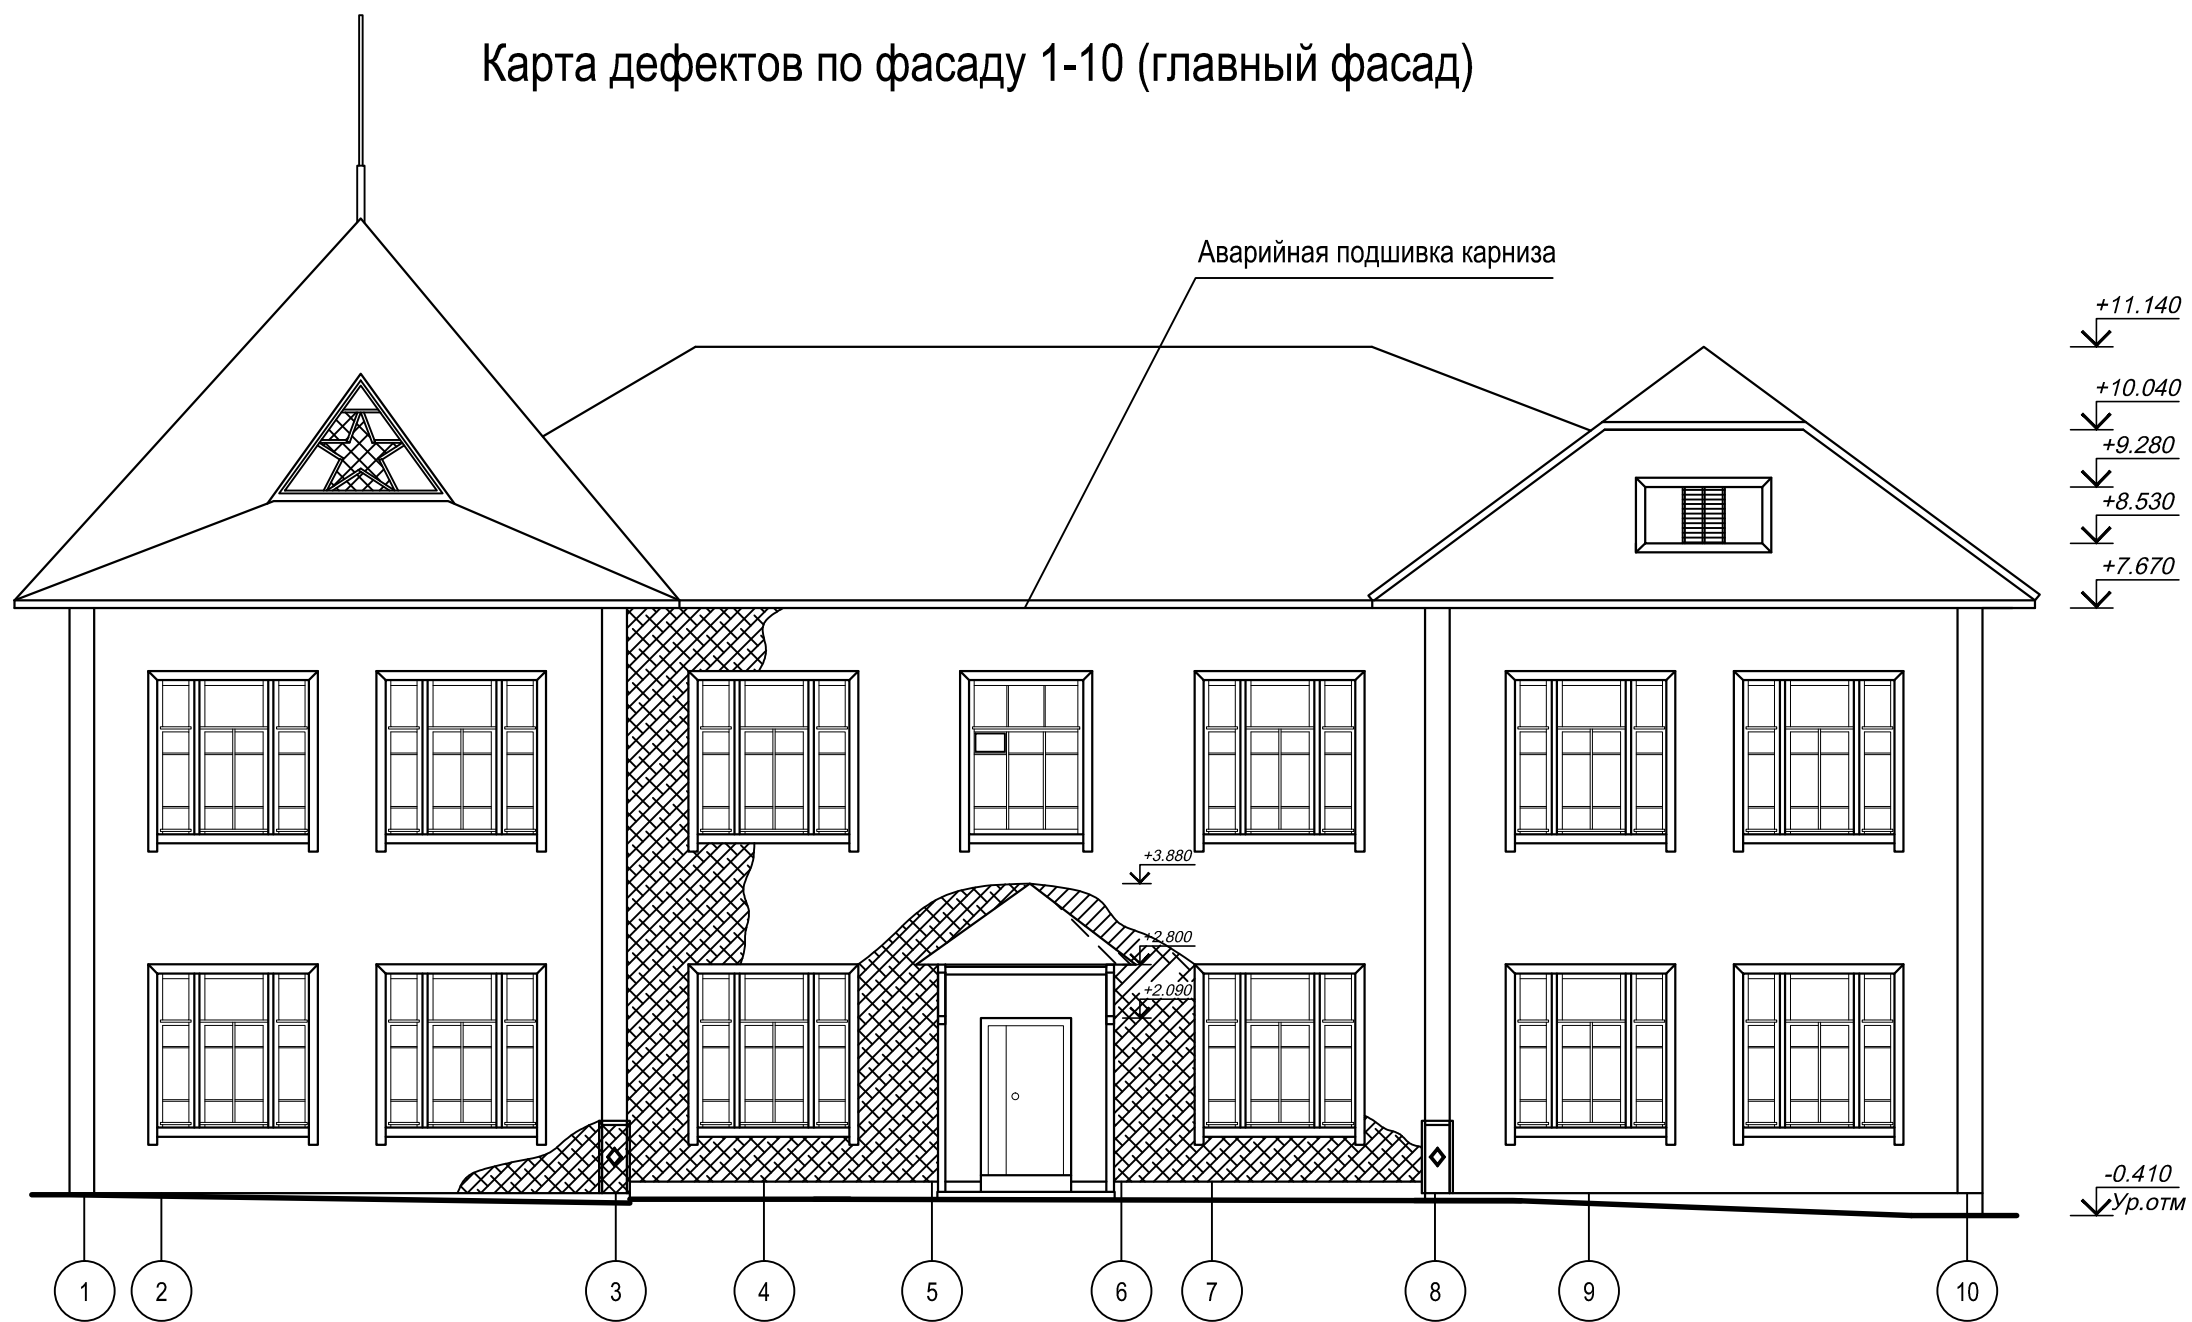 Карта дефектов по фасаду 1-10 (главный фасад)
Аварийная подшивка карниза
+11.140
+10.040
+9.280
+8.530
+7.670
+3.880
+2.800
+2.090
-0.410
Ур.отм
1 2 3 4 5 6 7 8 9 10